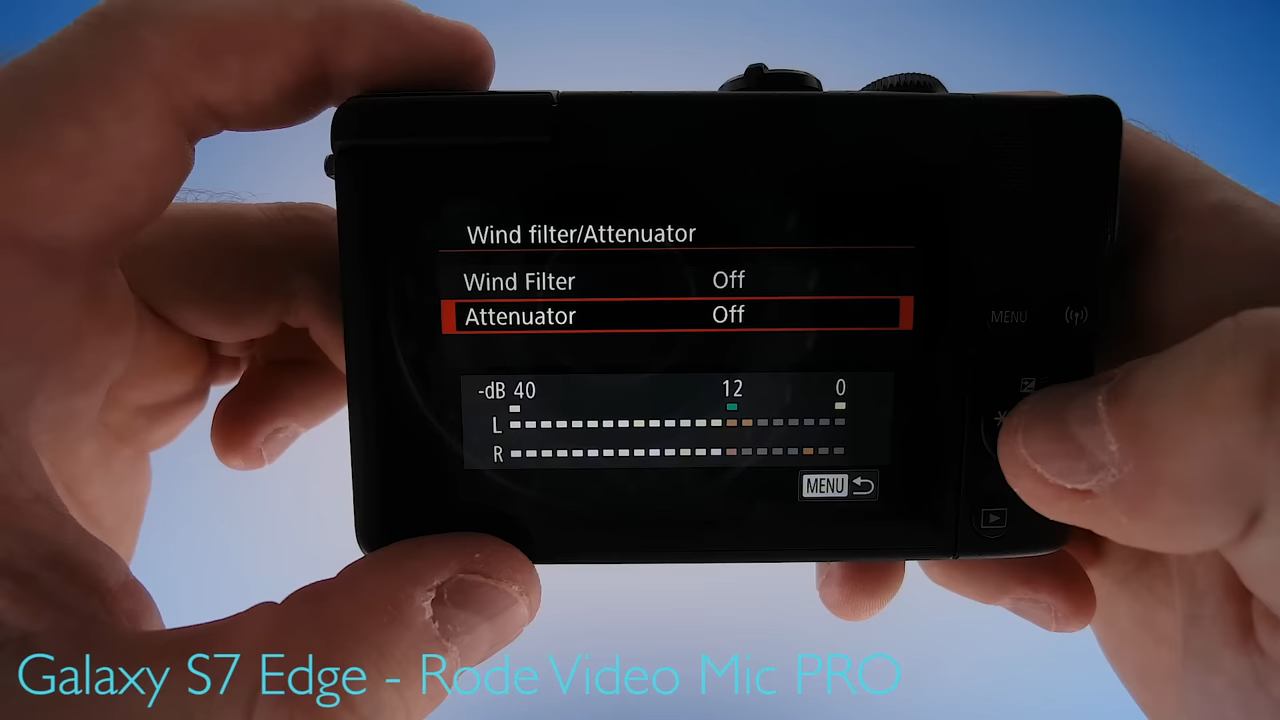 Wind filter/Attenuator
Wind Filter Off
Attenuator Off
-dB 40 12 0
L
R
MENU
MENU
Galaxy S7 Edge - Rode Video Mic PRO